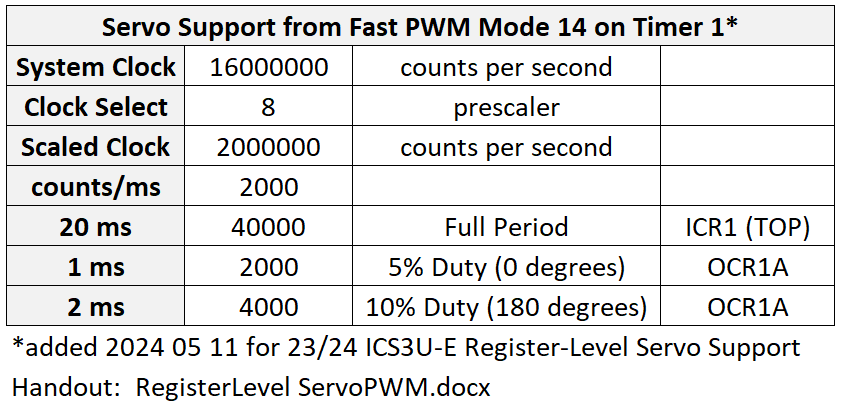 Servo Support from Fast PWM Mode 14 on Timer 1*
System Clock 16000000 counts per second
Clock Select 8 prescaler
Scaled Clock 2000000 counts per second
counts/ms 2000
20 ms 40000 Full Period ICR1 (TOP)
1 ms 2000 5% Duty (0 degrees) OCR1A
2 ms 4000 10% Duty (180 degrees) OCR1A
*added 2024 05 11 for 23/24 ICS3U-E Register-Level Servo Support
Handout: RegisterLevel ServoPWM.docx